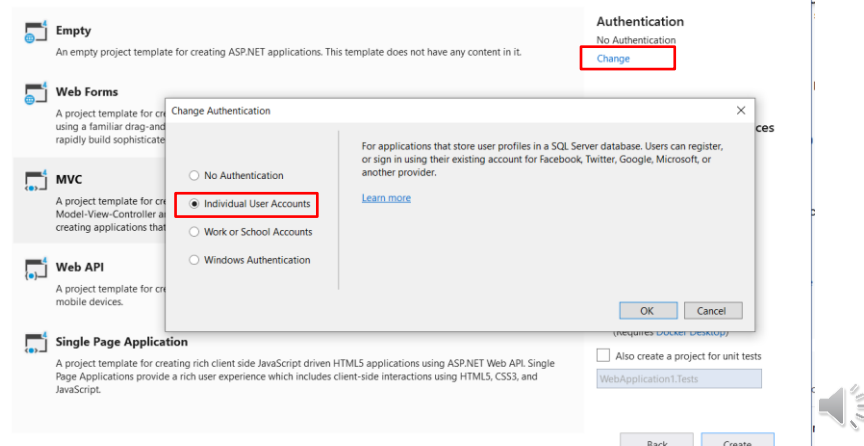 Empty
An empty project template for creating ASP.NET applications. This template does not have any content in it.
Web Forms
A project template for cre
using a familiar drag-and
rapidly build sophisticate
MVC
A project template for cre
Model-View-Controller a
creating applications that
Web API
A project template for cre
mobile devices.
Single Page Application
A project template for creating rich client side JavaScript driven HTML5 applications using ASP.NET Web API. Single
Page Applications provide a rich user experience which includes client-side interactions using HTML5, CSS3, and
JavaScript.
Authentication
No Authentication
Change
ces
Change Authentication
No Authentication
Individual User Accounts
Work or School Accounts
Windows Authentication
For applications that store user profiles in a SQL Server database. Users can register,
or sign in using their existing account for Facebook, Twitter, Google, Microsoft, or
another provider.
Learn more
OK Cancel
(Requires Docker Desktop)
Also create a project for unit tests
WebApplication1.Tests
Back Create